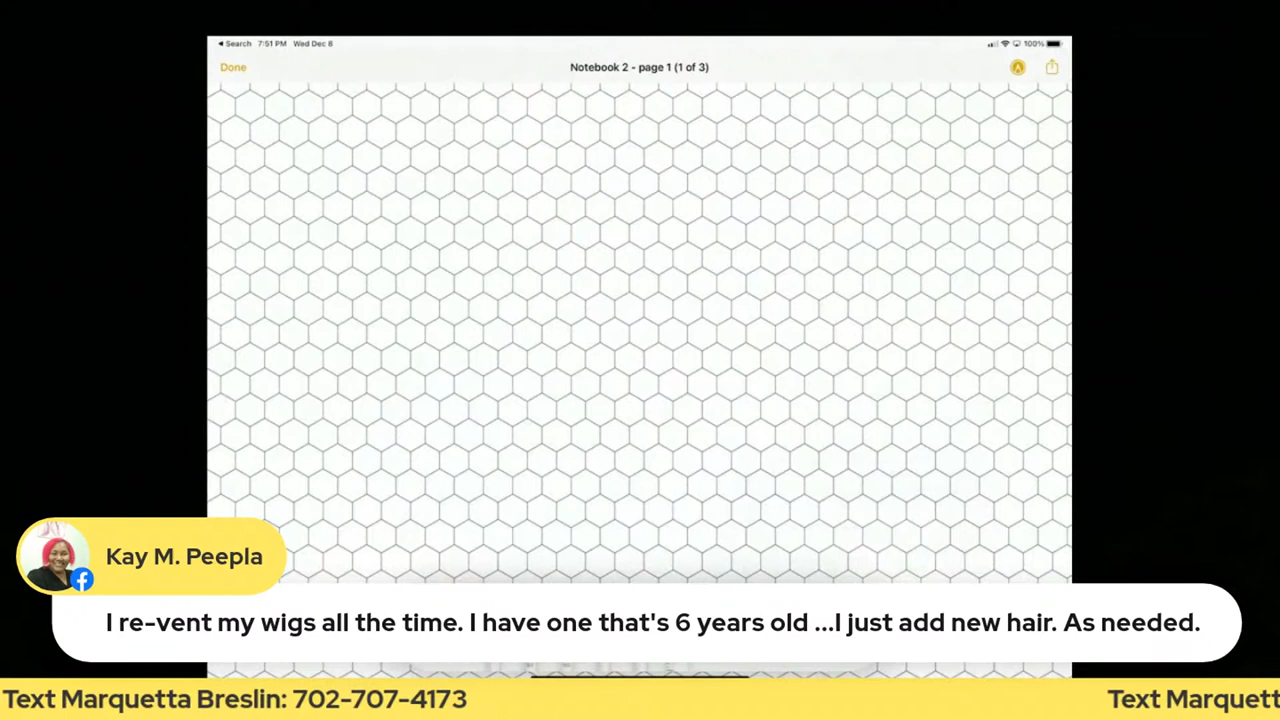 Search 7:51 PM Wed Dec 8 100%
Done Notebook 2 - page 1 (1 of 3)
Kay M. Peepla
I re-vent my wigs all the time. I have one that's 6 years old ...I just add new hair. As needed.
Text Marquetta Breslin: 702-707-4173 Text Marquett